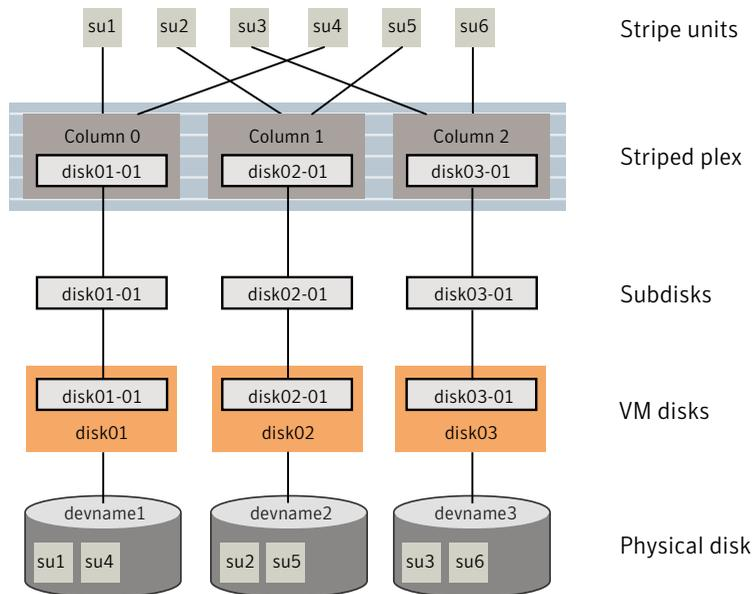 su1 su2 su3 su4 su5 su6 Stripe units
Column 0 Column 1 Column 2
Striped plex
disk01-01 disk02-01 disk03-01
disk01-01 disk02-01 disk03-01 Subdisks
disk01-01 disk02-01 disk03-01
VM disks
disk01 disk02 disk03
devname1 devname2 devname3
Physical disk
su1 su4 su2 su5 su3 su6